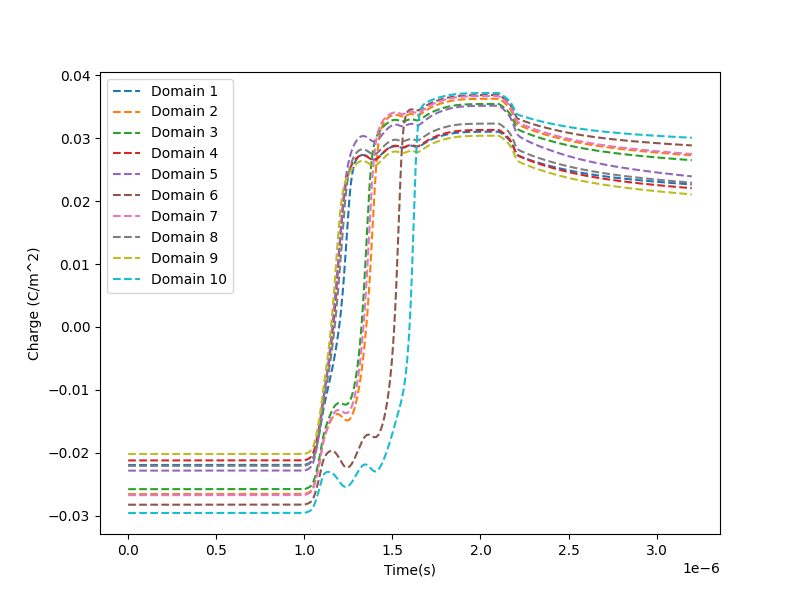 0.04
0.03
0.02
0.01
0.00
−0.01
−0.02
−0.03
Charge (C/m^2)
Domain 1
Domain 2
Domain 3
Domain 4
Domain 5
Domain 6
Domain 7
Domain 8
Domain 9
Domain 10
0.0 0.5 1.0 1.5 2.0 2.5 3.0
1e−6
Time(s)